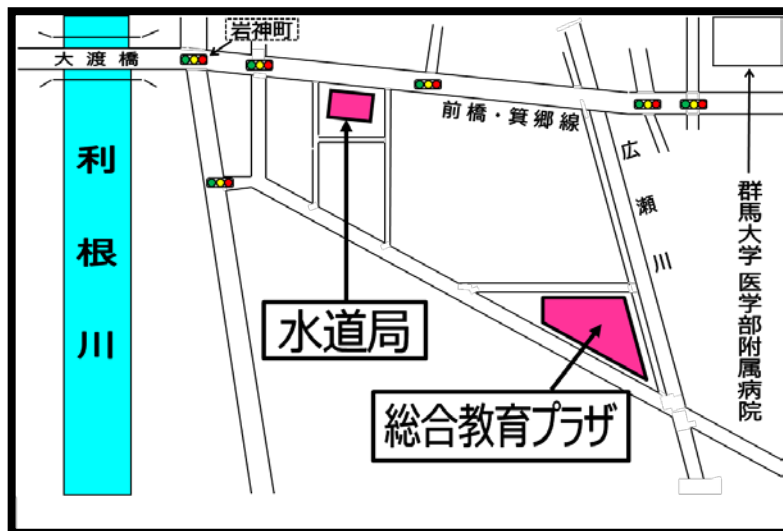 岩神町
大渡橋
前橋・箕郷線
利根川
広瀬川
群馬大学 医学部附属病院
水道局
総合教育プラザ